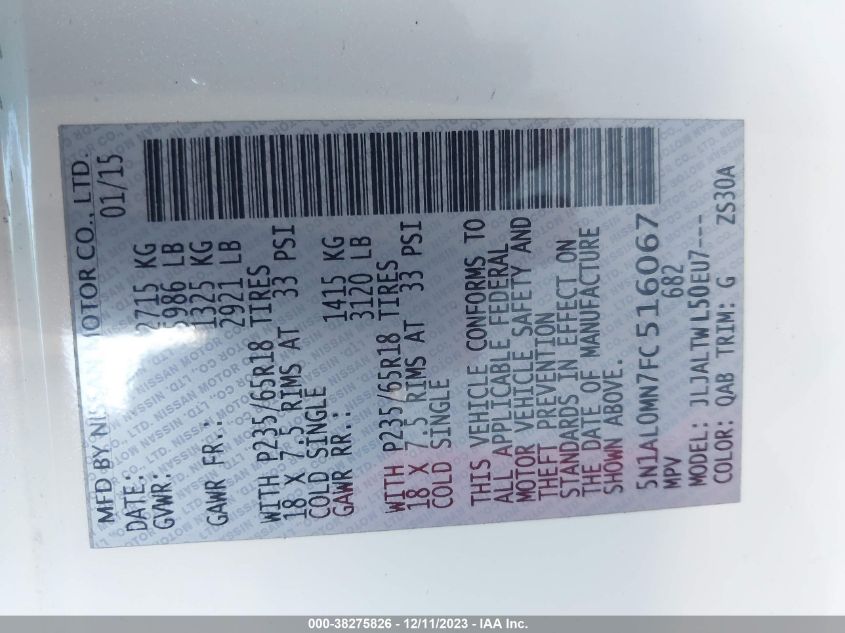 MFD BY NISSAN MOTOR CO., LTD.
DATE: 01/15
GVWR: 2715 KG
5986 LB
GAWR FR.: 1325 KG
2921 LB
WITH P235/65R18 TIRES
18 X 7.5 RIMS AT 33 PSI
COLD SINGLE
GAWR RR.: 1415 KG
3120 LB
WITH P235/65R18 TIRES
18 X 7.5 RIMS AT 33 PSI
COLD SINGLE
THIS VEHICLE CONFORMS TO
ALL APPLICABLE FEDERAL
MOTOR VEHICLE SAFETY AND
THEFT PREVENTION
STANDARDS IN EFFECT ON
THE DATE OF MANUFACTURE
SHOWN ABOVE.
5N1AL0MN7FC516067
MPV 682
MODEL: JLJALTWL50EU7---
COLOR: QAB TRIM: G ZS30A
000-38275826 - 12/11/2023 - IAA Inc.